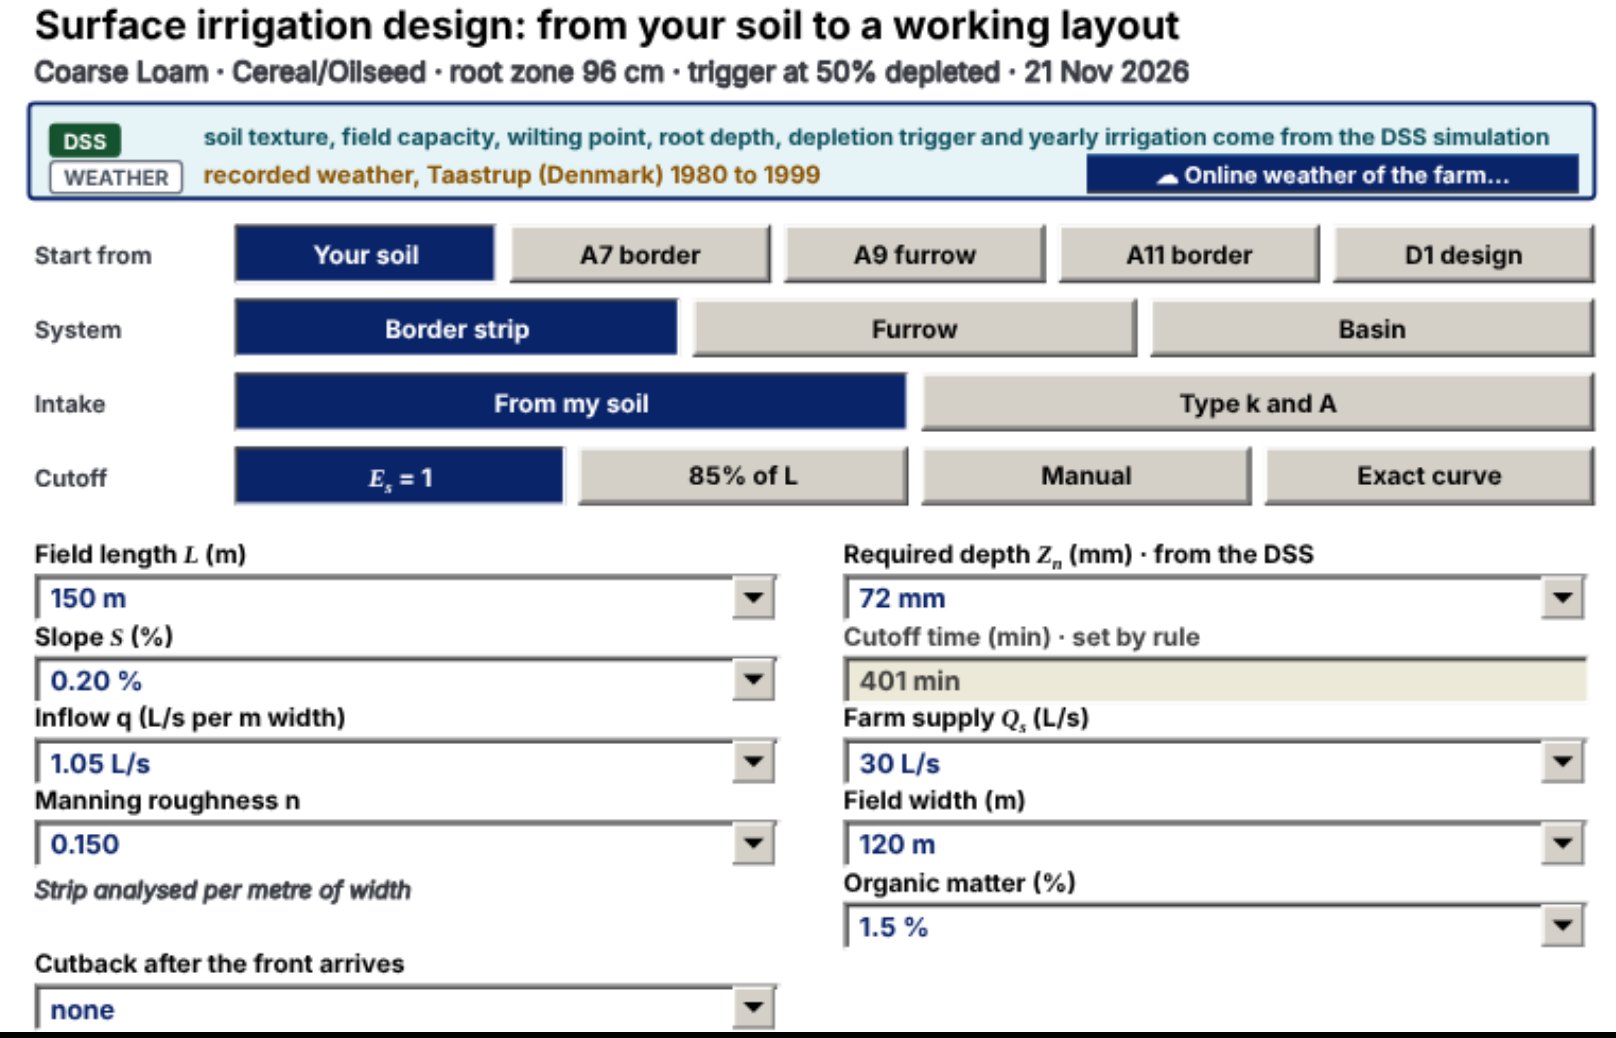 Surface irrigation design: from your soil to a working layout
Coarse Loam · Cereal/Oilseed · root zone 96 cm · trigger at 50% depleted · 21 Nov 2026
DSS soil texture, field capacity, wilting point, root depth, depletion trigger and yearly irrigation come from the DSS simulation
WEATHER recorded weather, Taastrup (Denmark) 1980 to 1999 ☁ Online weather of the farm...
Start from Your soil A7 border A9 furrow A11 border D1 design
System Border strip Furrow Basin
Intake From my soil Type k and A
Cutoff Es = 1 85% of L Manual Exact curve
Field length L (m) Required depth Zn (mm) · from the DSS
150 m 72 mm
Slope S (%) Cutoff time (min) · set by rule
0.20 % 401 min
Inflow q (L/s per m width) Farm supply Qs (L/s)
1.05 L/s 30 L/s
Manning roughness n Field width (m)
0.150 120 m
Strip analysed per metre of width Organic matter (%)
1.5 %
Cutback after the front arrives
none